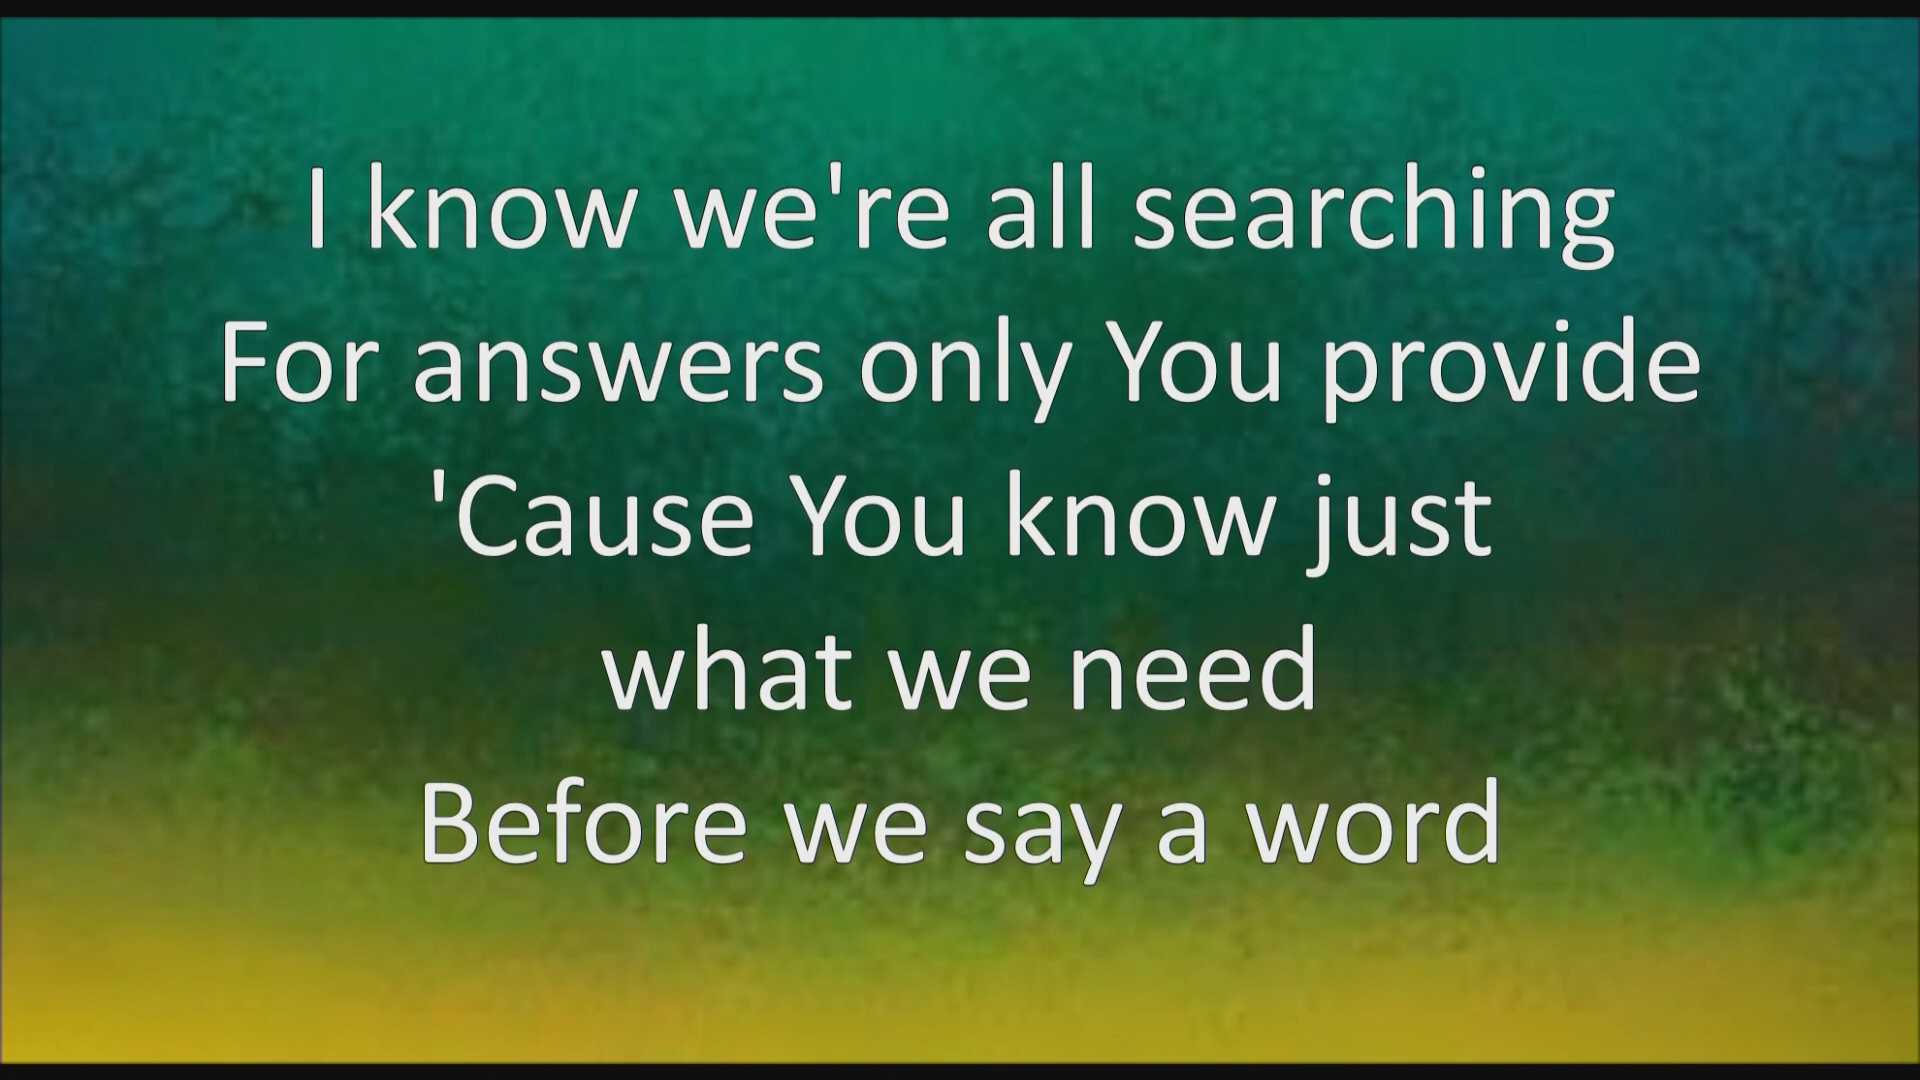 I know we're all searching
For answers only You provide
'Cause You know just
what we need
Before we say a word